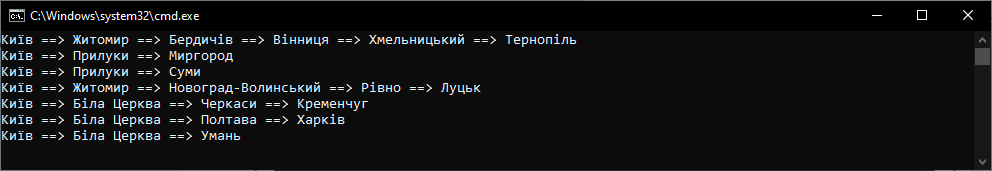 C:\Windows\system32\cmd.exe
Київ ==> Житомир ==> Бердичів ==> Вінниця ==> Хмельницький ==> Тернопіль
Київ ==> Прилуки ==> Миргород
Київ ==> Прилуки ==> Суми
Київ ==> Житомир ==> Новоград-Волинський ==> Рівно ==> Луцьк
Київ ==> Біла Церква ==> Черкаси ==> Кременчуг
Київ ==> Біла Церква ==> Полтава ==> Харків
Київ ==> Біла Церква ==> Умань